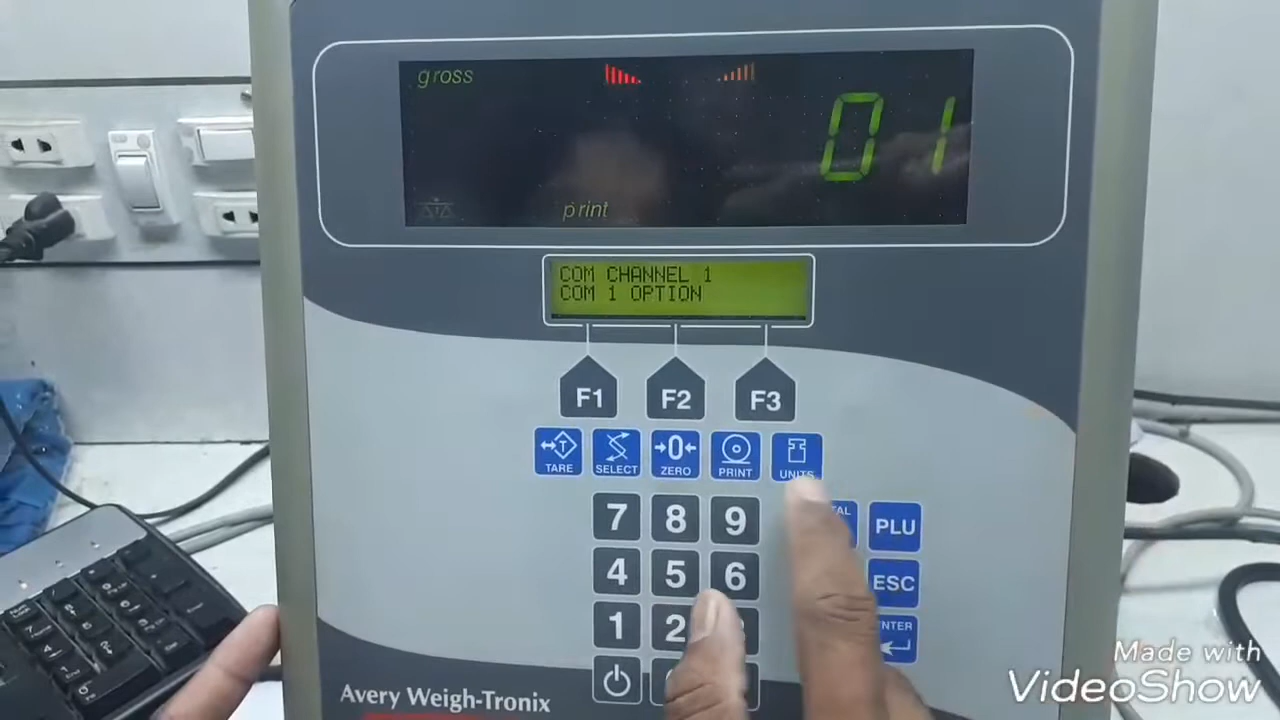 gross
01
print
COM CHANNEL 1
COM 1 OPTION
F1 F2 F3
T
TARE SELECT →0← ZERO PRINT UNITS
7 8 9 PLU
4 5 6 ESC
1 2 ENTER
Avery Weigh-Tronix
Made with
VideoShow